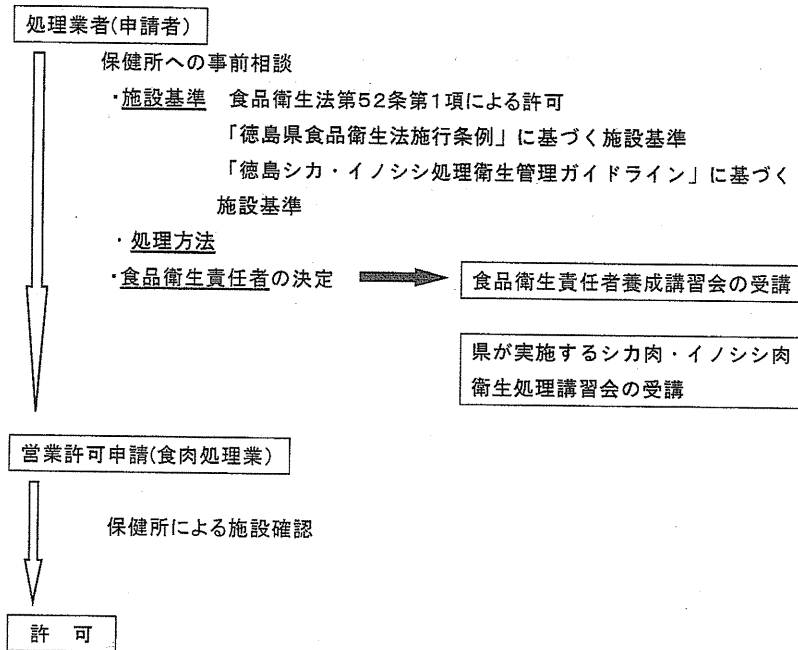 処理業者(申請者)
保健所への事前相談
・施設基準　食品衛生法第52条第1項による許可
「徳島県食品衛生法施行条例」に基づく施設基準
「徳島シカ・イノシシ処理衛生管理ガイドライン」に基づく
施設基準
・処理方法
・食品衛生責任者の決定
食品衛生責任者養成講習会の受講
県が実施するシカ肉・イノシシ肉
衛生処理講習会の受講
営業許可申請(食肉処理業)
保健所による施設確認
許　可